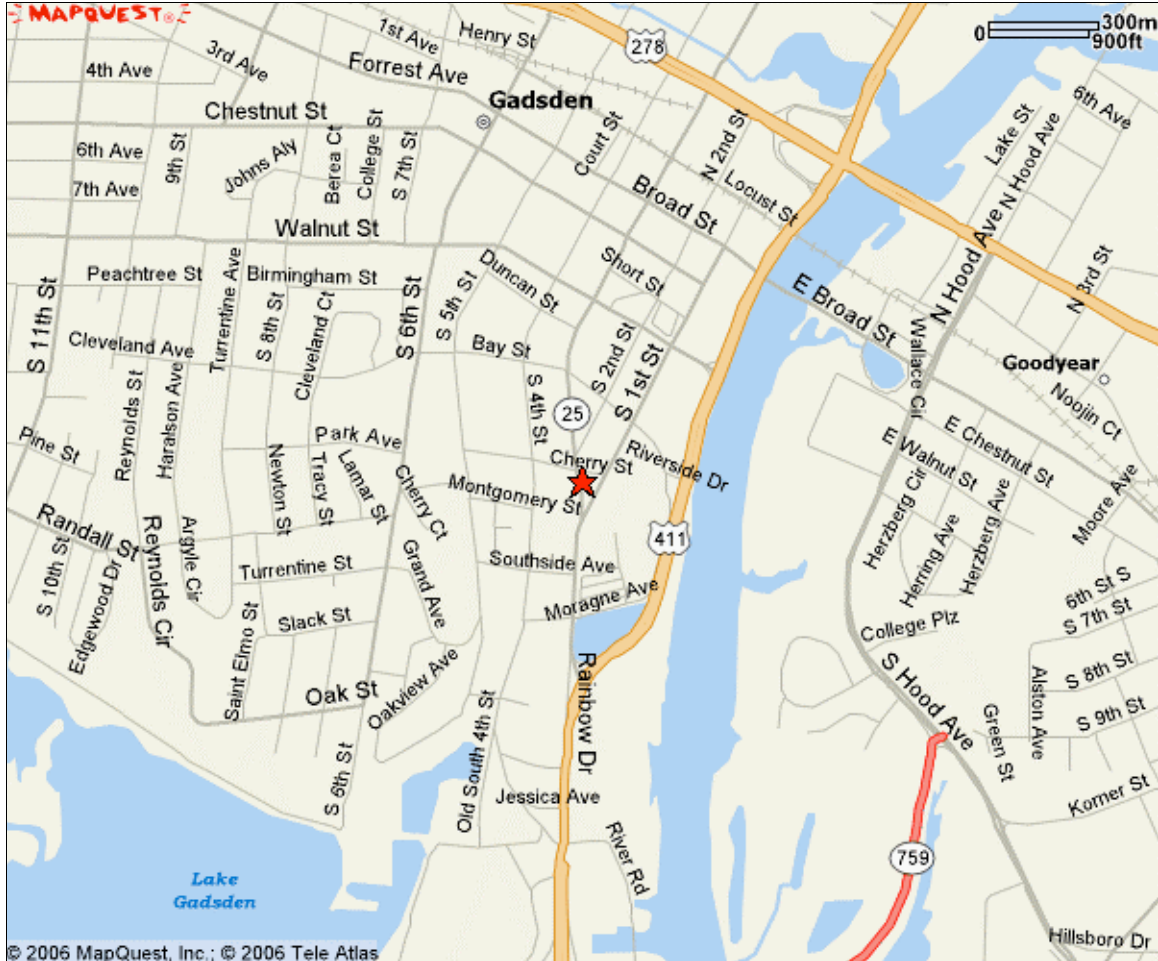 MAPQUEST
0 300m
900ft
1st Ave
Henry St
278
3rd Ave
Forrest Ave
4th Ave
Gadsden
Chestnut St
6th Ave
9th St
Johns Aly
Berea Ct
College St
S 7th St
7th Ave
Court St
N 2nd St
Locust St
Broad St
Lake St
N Hood Ave
6th Ave
Walnut St
Peachtree St
Turrentine Ave
Birmingham St
S 5th St
Duncan St
Short St
E Broad St
N Hood Ave
N 3rd St
S 11th St
S 8th St
Cleveland Ct
S 6th St
Cleveland Ave
Bay St
S 2nd St
S 1st St
Wallace Cir
Goodyear
Noojin Ct
Reynolds St
Haralson Ave
S 4th St
25
Pine St
Park Ave
Cherry St
Riverside Dr
E Walnut St
E Chestnut St
Newton St
Tracy St
Lamar St
Cherry Ct
Montgomery St
Herzberg Cir
Herring Ave
Herzberg Ave
Moore Ave
Randall St
Reynolds Cir
Argyle Cir
411
S 10th St
Edgewood Dr
Turrentine St
Grand Ave
Southside Ave
Moragne Ave
6th St S
S 7th St
Slack St
Saint Elmo St
College Plz
S 8th St
Oak St
Oakview Ave
Rainbow Dr
S Hood Ave
Alston Ave
S 9th St
Green St
S 6th St
Old South 4th St
Jessica Ave
Korner St
River Rd
759
Lake
Gadsden
Hillsboro Dr
© 2006 MapQuest, Inc.; © 2006 Tele Atlas